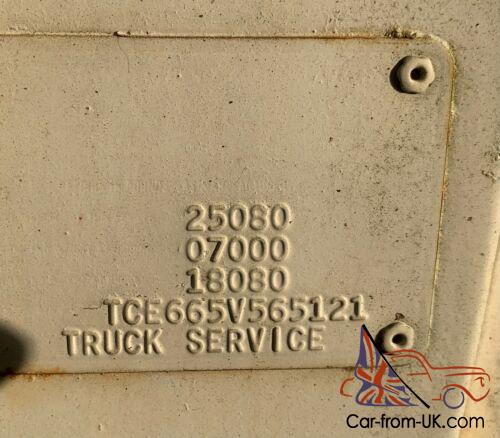 25080
07000
18080
TCE665V565121
TRUCK SERVICE
Car-from-UK.com